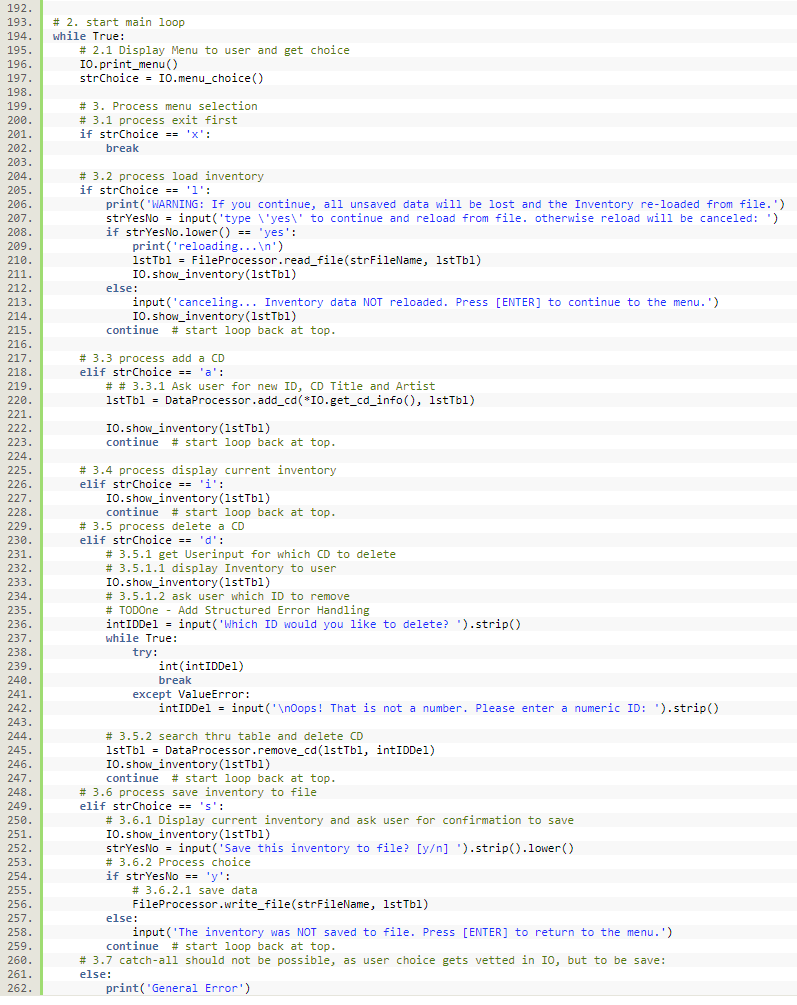 192.
193. # 2. start main loop
194. while True:
195.     # 2.1 Display Menu to user and get choice
196.     IO.print_menu()
197.     strChoice = IO.menu_choice()
198.
199.     # 3. Process menu selection
200.     # 3.1 process exit first
201.     if strChoice == 'x':
202.         break
203.
204.     # 3.2 process load inventory
205.     if strChoice == 'l':
206.         print('WARNING: If you continue, all unsaved data will be lost and the Inventory re-loaded from file.')
207.         strYesNo = input('type \'yes\' to continue and reload from file. otherwise reload will be canceled: ')
208.         if strYesNo.lower() == 'yes':
209.             print('reloading...\n')
210.             lstTbl = FileProcessor.read_file(strFileName, lstTbl)
211.             IO.show_inventory(lstTbl)
212.         else:
213.             input('canceling... Inventory data NOT reloaded. Press [ENTER] to continue to the menu.')
214.             IO.show_inventory(lstTbl)
215.         continue  # start loop back at top.
216.
217.     # 3.3 process add a CD
218.     elif strChoice == 'a':
219.         # # 3.3.1 Ask user for new ID, CD Title and Artist
220.         lstTbl = DataProcessor.add_cd(*IO.get_cd_info(), lstTbl)
221.
222.         IO.show_inventory(lstTbl)
223.         continue  # start loop back at top.
224.
225.     # 3.4 process display current inventory
226.     elif strChoice == 'i':
227.         IO.show_inventory(lstTbl)
228.         continue  # start loop back at top.
229.     # 3.5 process delete a CD
230.     elif strChoice == 'd':
231.         # 3.5.1 get Userinput for which CD to delete
232.         # 3.5.1.1 display Inventory to user
233.         IO.show_inventory(lstTbl)
234.         # 3.5.1.2 ask user which ID to remove
235.         # TODOne - Add Structured Error Handling
236.         intIDDel = input('Which ID would you like to delete? ').strip()
237.         while True:
238.             try:
239.                 int(intIDDel)
240.                 break
241.             except ValueError:
242.                 intIDDel = input('\nOops! That is not a number. Please enter a numeric ID: ').strip()
243.
244.         # 3.5.2 search thru table and delete CD
245.         lstTbl = DataProcessor.remove_cd(lstTbl, intIDDel)
246.         IO.show_inventory(lstTbl)
247.         continue  # start loop back at top.
248.     # 3.6 process save inventory to file
249.     elif strChoice == 's':
250.         # 3.6.1 Display current inventory and ask user for confirmation to save
251.         IO.show_inventory(lstTbl)
252.         strYesNo = input('Save this inventory to file? [y/n] ').strip().lower()
253.         # 3.6.2 Process choice
254.         if strYesNo == 'y':
255.             # 3.6.2.1 save data
256.             FileProcessor.write_file(strFileName, lstTbl)
257.         else:
258.             input('The inventory was NOT saved to file. Press [ENTER] to return to the menu.')
259.         continue  # start loop back at top.
260.     # 3.7 catch-all should not be possible, as user choice gets vetted in IO, but to be save:
261.     else:
262.         print('General Error')